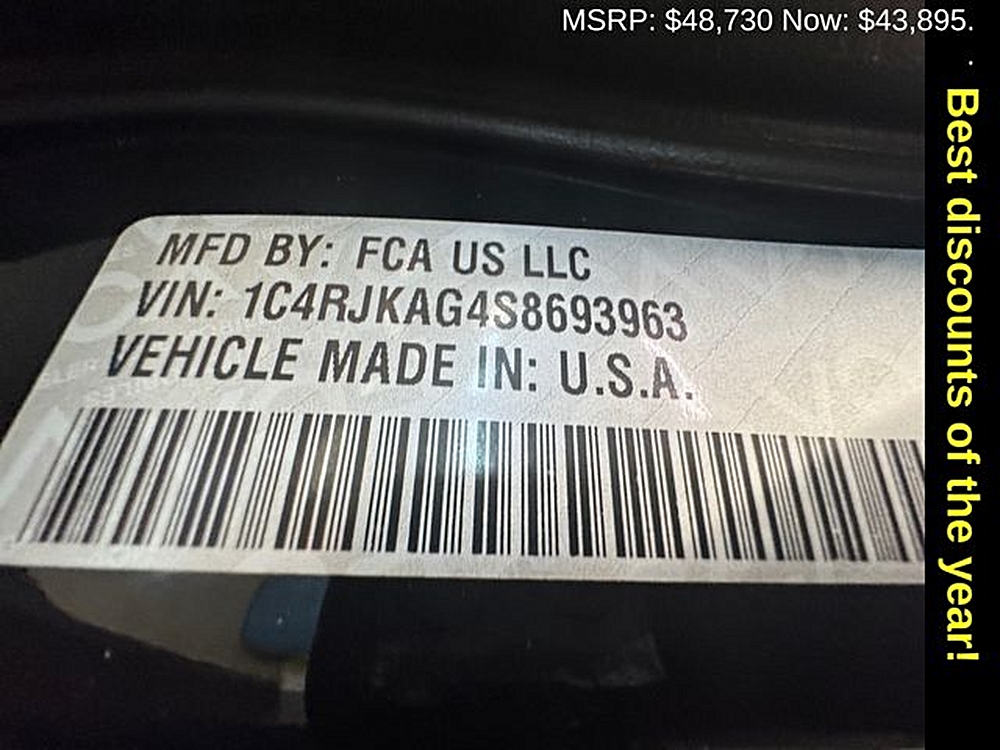 MSRP: $48,730 Now: $43,895.
MFD BY: FCA US LLC
VIN: 1C4RJKAG4S8693963
VEHICLE MADE IN: U.S.A.
Best discounts of the year!